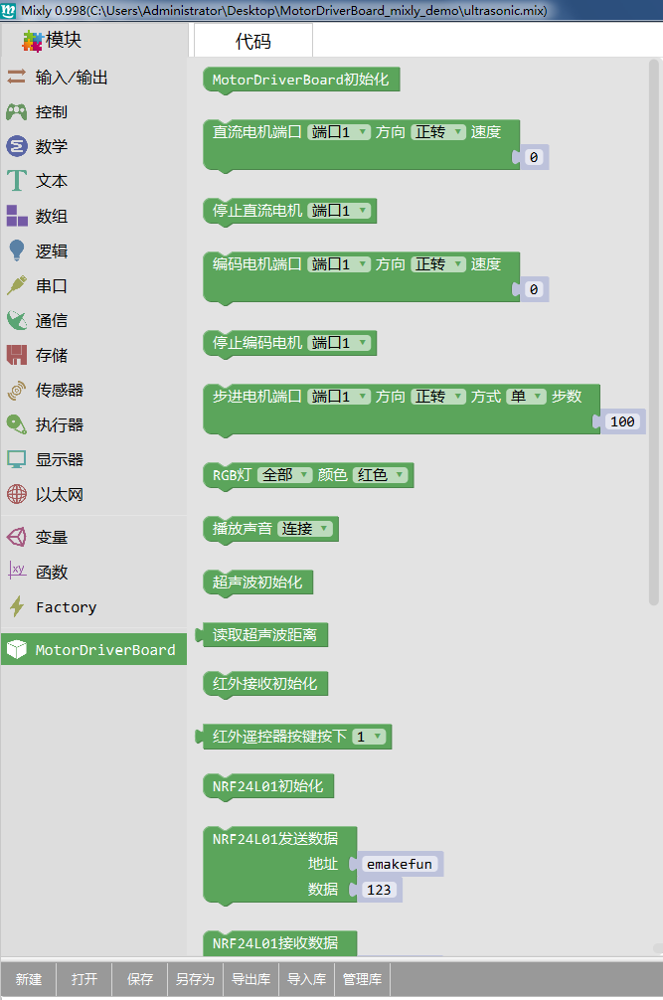 Mixly 0.998(C:\Users\Administrator\Desktop\MotorDriverBoard_mixly_demo\ultrasonic.mix)
模块
代码
输入/输出
控制
数学
文本
数组
逻辑
串口
通信
存储
传感器
执行器
显示器
以太网
变量
函数
Factory
MotorDriverBoard
MotorDriverBoard初始化
直流电机端口 端口1 方向 正转 速度
0
停止直流电机 端口1
编码电机端口 端口1 方向 正转 速度
0
停止编码电机 端口1
步进电机端口 端口1 方向 正转 方式 单 步数
100
RGB灯 全部 颜色 红色
播放声音 连接
超声波初始化
读取超声波距离
红外接收初始化
红外遥控器按键按下 1
NRF24L01初始化
NRF24L01发送数据
地址 emakefun
数据 123
NRF24L01接收数据
新建 打开 保存 另存为 导出库 导入库 管理库